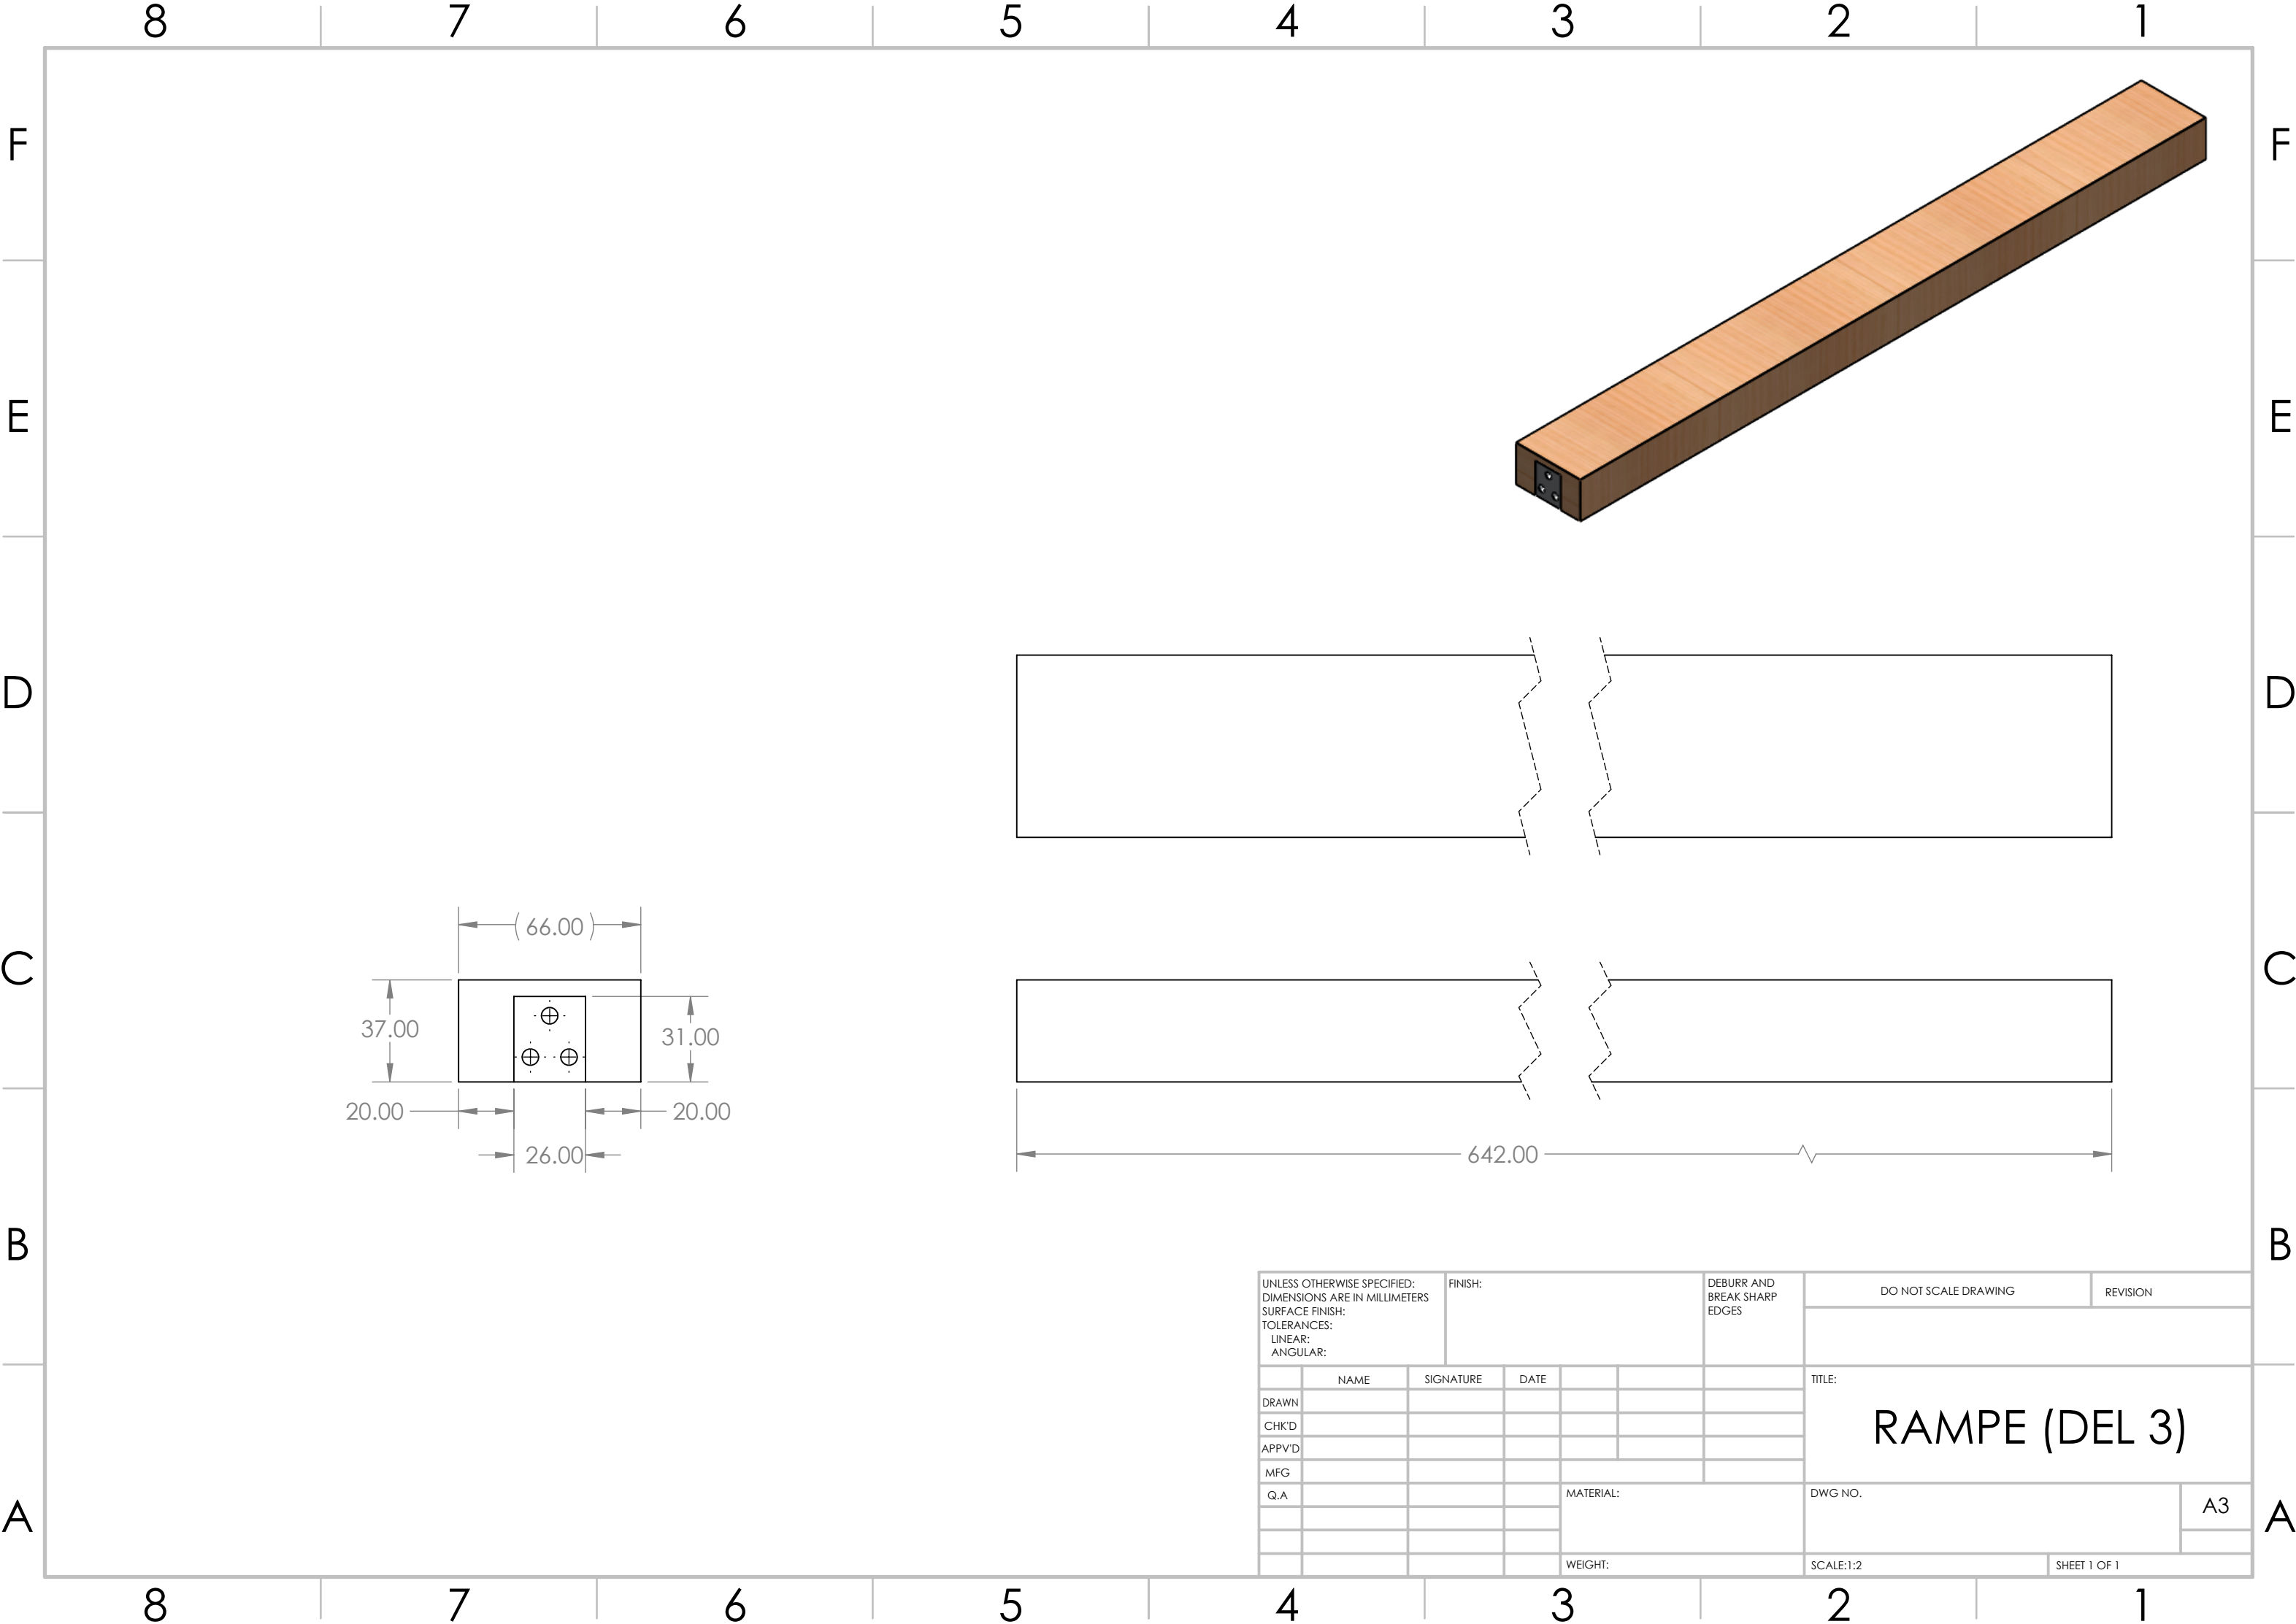 8 7 6 5 4 3 2 1
F F
E E
D D
(66.00)
C C
37.00
31.00
20.00 20.00
26.00
642.00
B B
UNLESS OTHERWISE SPECIFIED:
DIMENSIONS ARE IN MILLIMETERS
SURFACE FINISH:
TOLERANCES:
LINEAR:
ANGULAR:
FINISH:
DEBURR AND
BREAK SHARP
EDGES
DO NOT SCALE DRAWING
REVISION
NAME SIGNATURE DATE
DRAWN
CHK'D
APPV'D
MFG
Q.A
TITLE:
RAMPE (DEL 3)
MATERIAL:
DWG NO.
A3
WEIGHT:
SCALE:1:2
SHEET 1 OF 1
A A
8 7 6 5 4 3 2 1